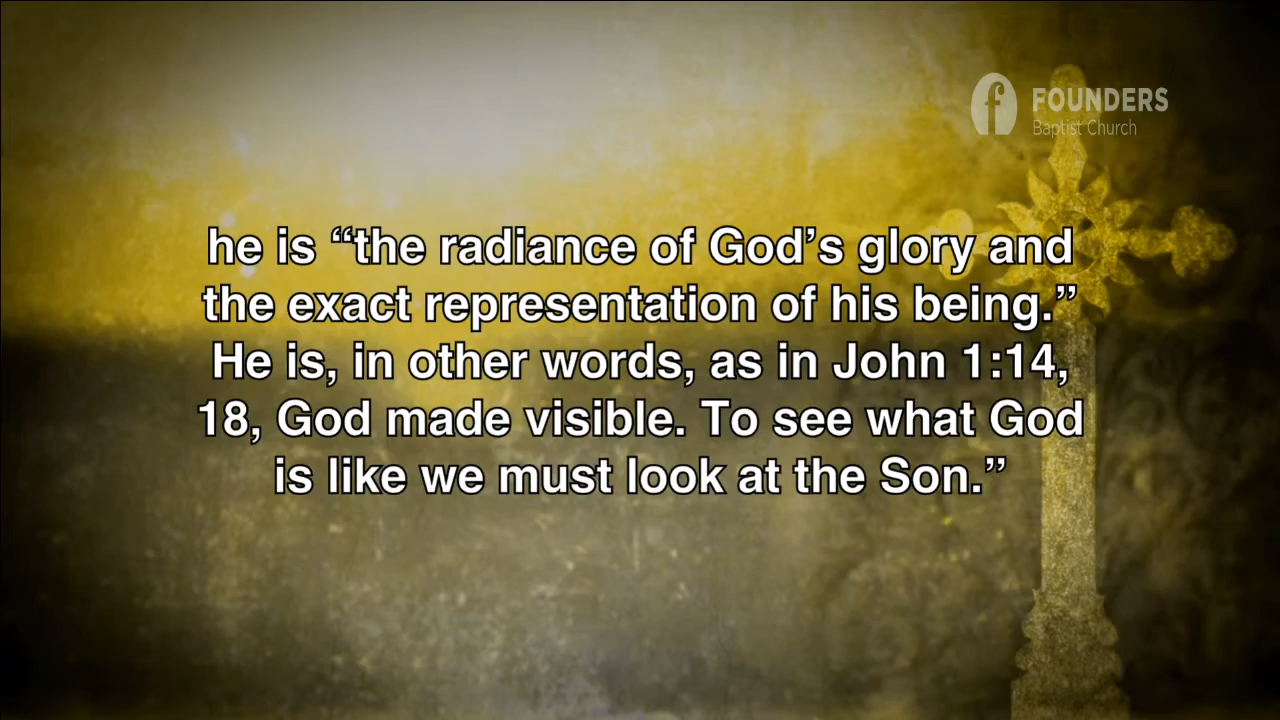 FOUNDERS
Baptist Church
he is “the radiance of God’s glory and
the exact representation of his being.”
He is, in other words, as in John 1:14,
18, God made visible. To see what God
is like we must look at the Son.”